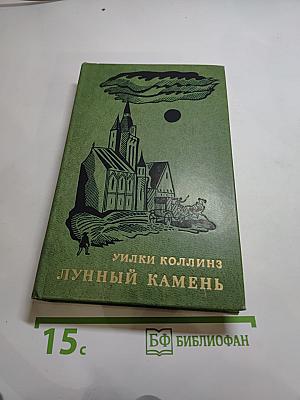 УИЛКИ КОЛЛИНЗ
ЛУННЫЙ КАМЕНЬ
15с
БФ БИБЛИОФАН